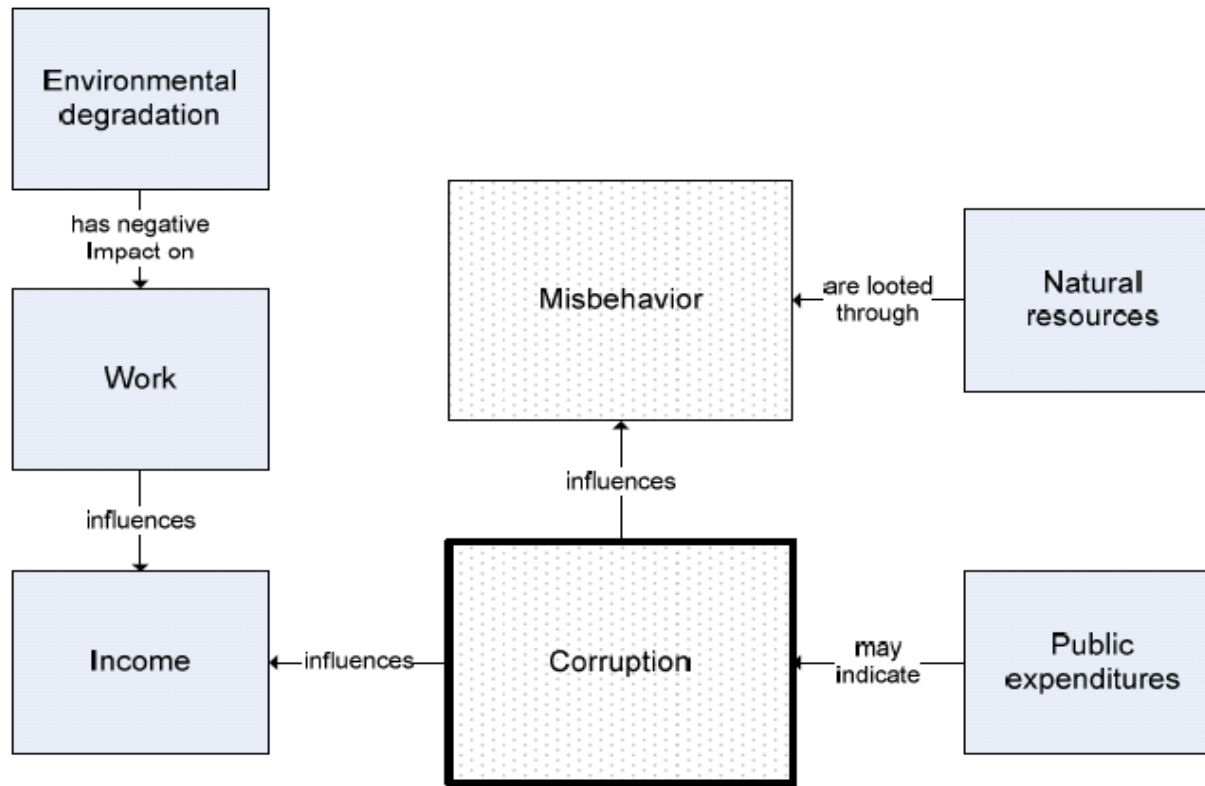 Environmental
degradation
has negative
Impact on
Work
influences
Income
Misbehavior
are looted
through
Natural
resources
influences
influences
Corruption
may
indicate
Public
expenditures